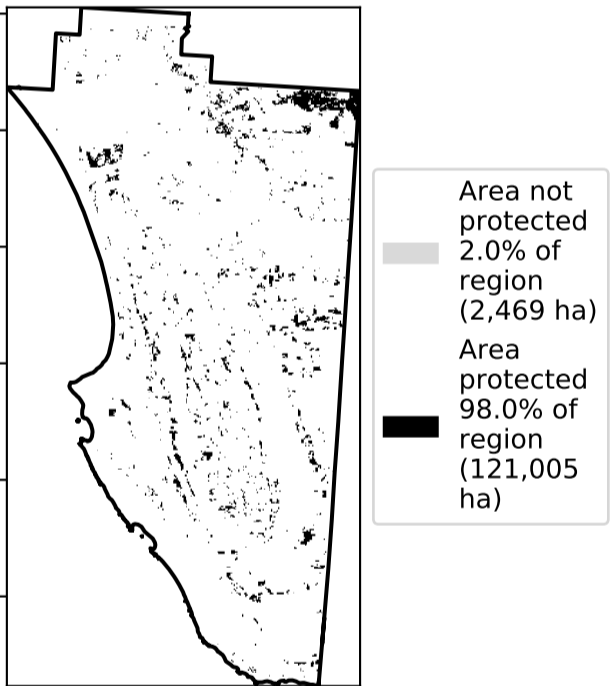 Area not
protected
2.0% of
region
(2,469 ha)
Area
protected
98.0% of
region
(121,005
ha)